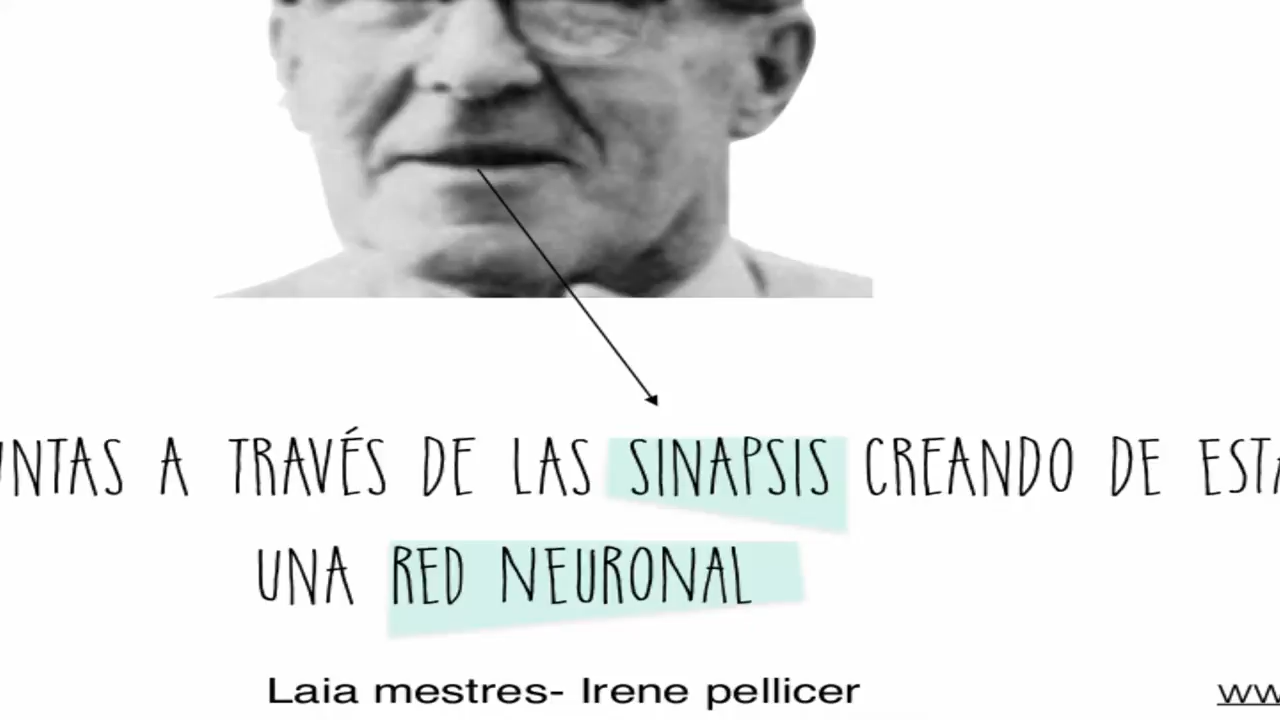 A TRAVÉS DE LAS SINAPSIS CREANDO DE
UNA RED NEURONAL
Laia mestres- Irene pellicer